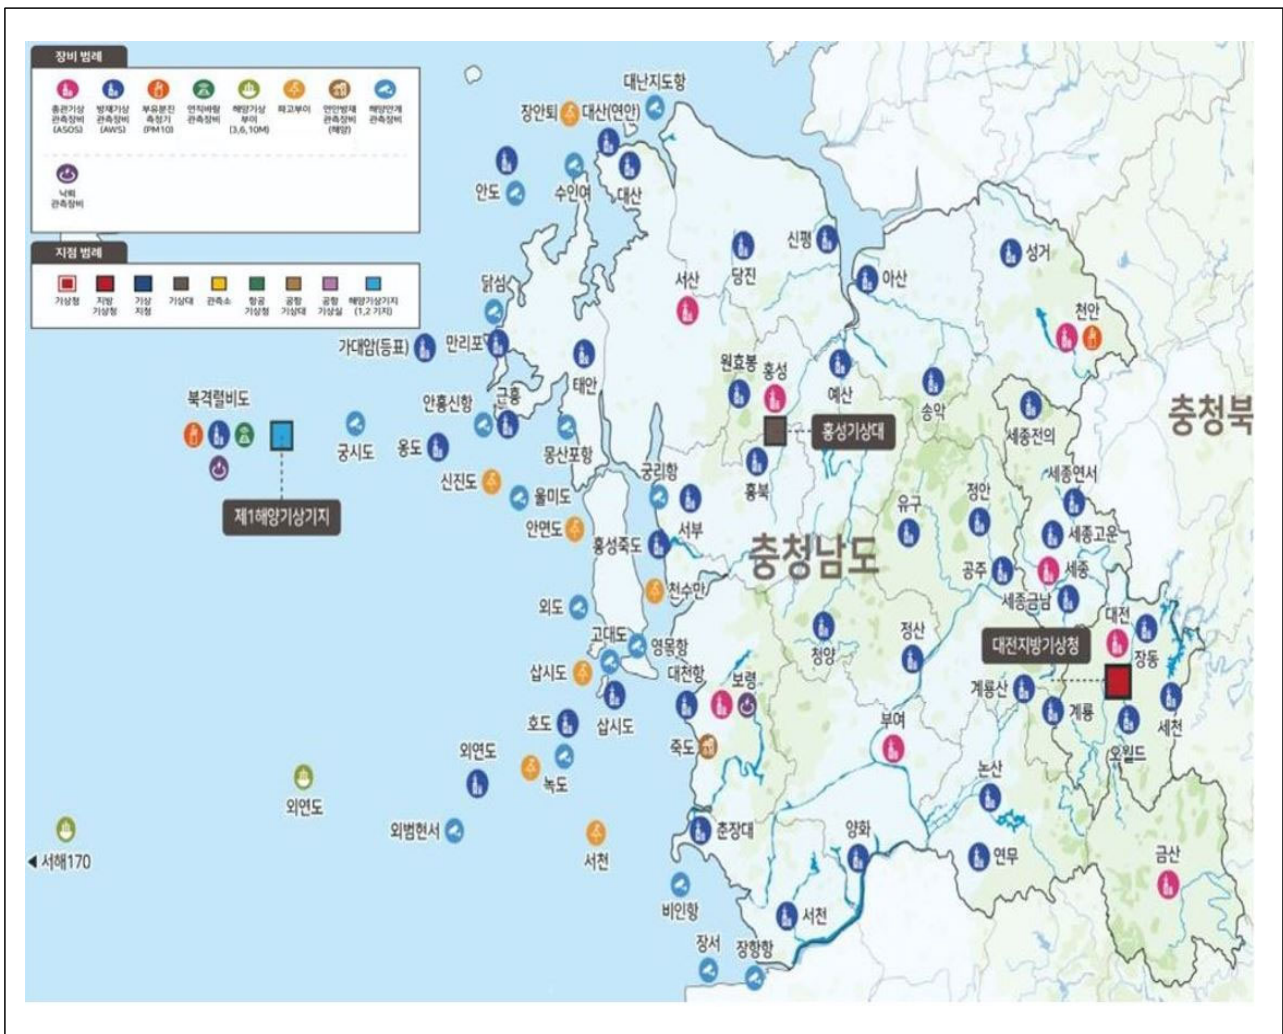 장비 범례
종관기상
관측장비
(ASOS)
방재기상
관측장비
(AWS)
부유분진
측정기
(PM10)
연직바람
관측장비
해양기상
부이
(3,6,10M)
파고부이
연안방재
관측장비
(해양)
해양안개
관측장비
낙뢰
관측장비
지점 범례
기상청
지방
기상청
기상
지청
기상대
관측소
항공
기상청
공항
기상대
공항
기상실
해양기상기지
(1,2 기지)
대난지도항
장안퇴
대산(연안)
안도
수인여
대산
신평
당진
서산
아산
성거
천안
닭섬
가대암(등표)
만리포
태안
원효봉
홍성
예산
송악
세종전의
충청북
북격렬비도
궁시도
안흥신항
근흥
옹도
몽산포항
홍성기상대
홍북
제1해양기상기지
신진도
울미도
안면도
궁리항
서부
홍성죽도
유구
정안
세종연서
세종고운
충청남도
공주
세종
세종금남
천수만
외도
고대도
영목항
청양
정산
대전
장동
대전지방기상청
삽시도
대천항
보령
계룡산
계룡
세천
오월드
호도
삽시도
죽도
부여
외연도
녹도
논산
외연도
외범현서
서천
춘장대
양화
연무
금산
◀ 서해170
비인항
서천
장서
장항항